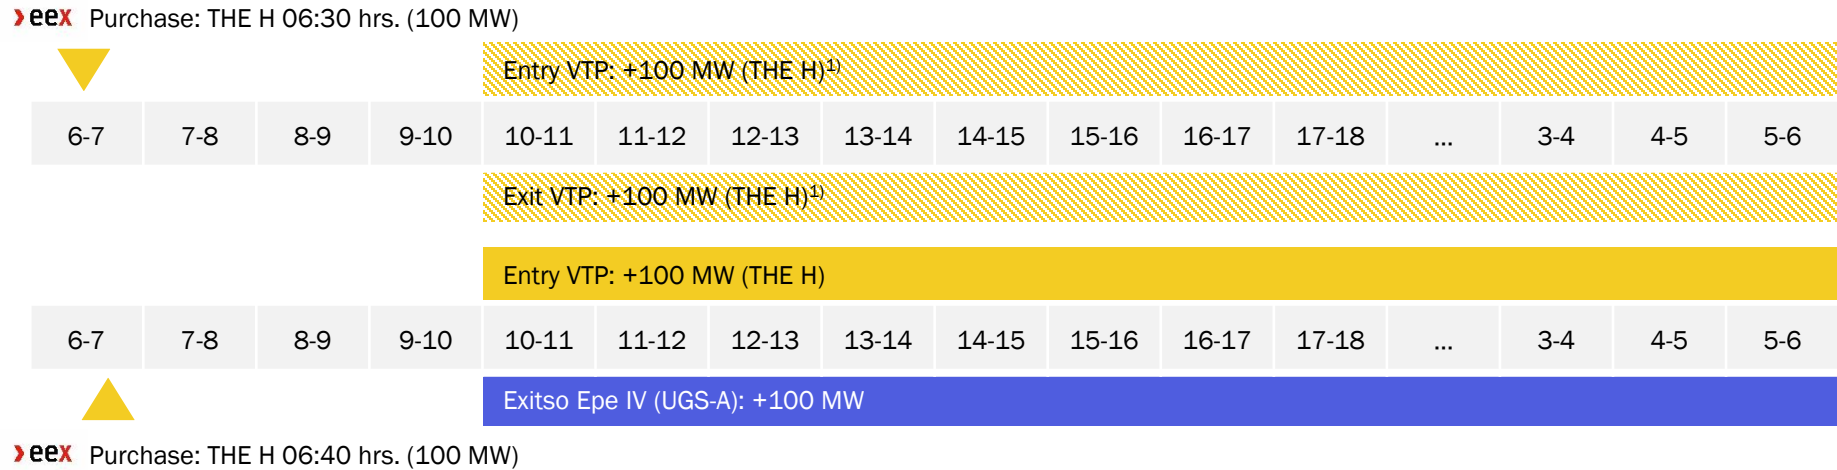 eex Purchase: THE H 06:30 hrs. (100 MW)
Entry VTP: +100 MW (THE H)1)
6-7 7-8 8-9 9-10 10-11 11-12 12-13 13-14 14-15 15-16 16-17 17-18 ... 3-4 4-5 5-6
Exit VTP: +100 MW (THE H)1)
Entry VTP: +100 MW (THE H)
6-7 7-8 8-9 9-10 10-11 11-12 12-13 13-14 14-15 15-16 16-17 17-18 ... 3-4 4-5 5-6
Exitso Epe IV (UGS-A): +100 MW
eex Purchase: THE H 06:40 hrs. (100 MW)